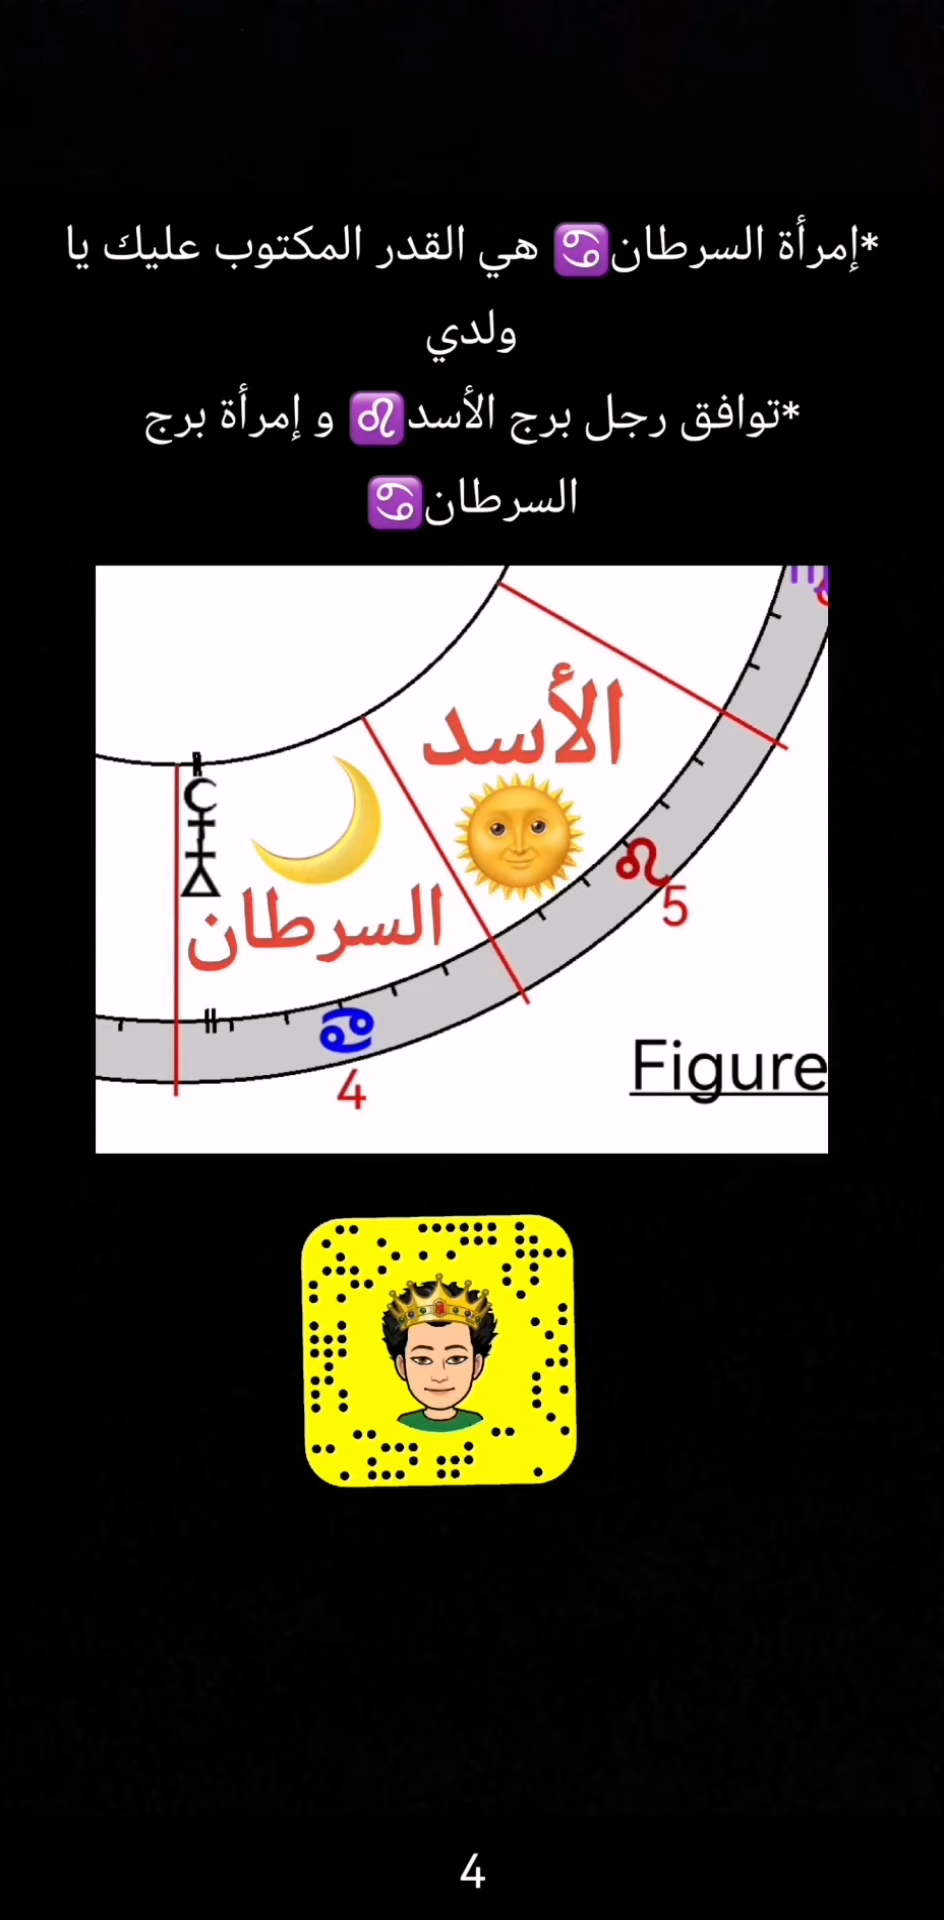 *إمرأة السرطان♋ هي القدر المكتوب عليك يا
ولدي
*توافق رجل برج الأسد♌ و إمرأة برج
السرطان♋
الأسد
♌
5
السرطان
♋
4
Figure
4